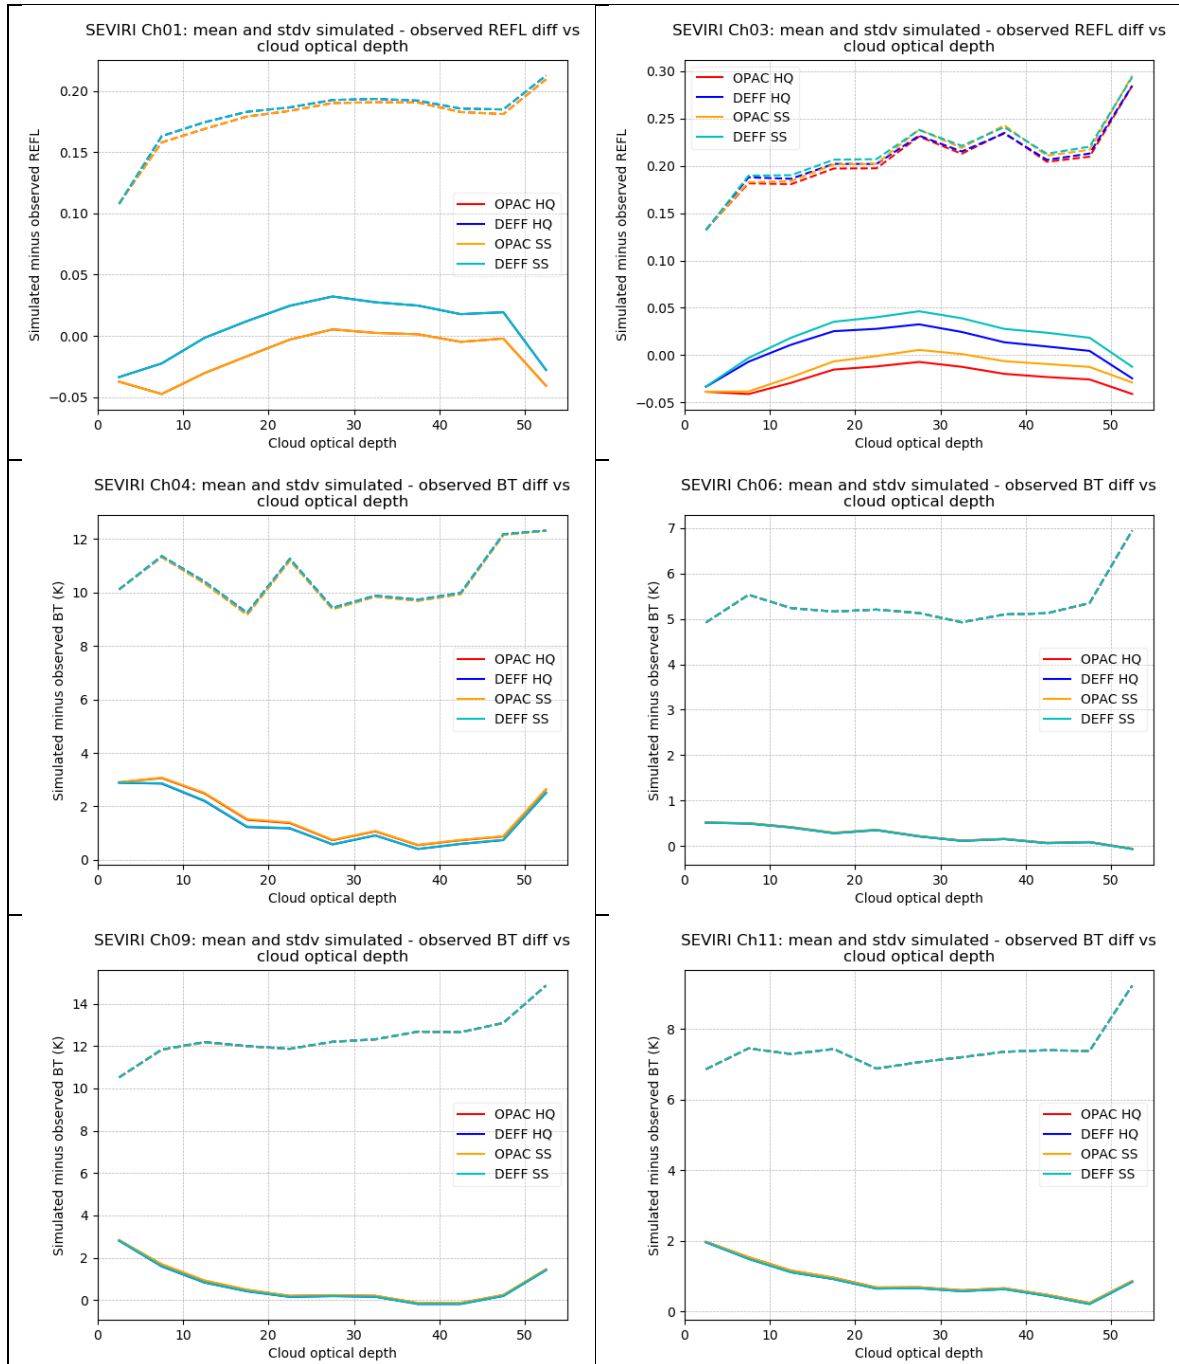 SEVIRI Ch01: mean and stdv simulated - observed REFL diff vs
cloud optical depth
Simulated minus observed REFL
0.20
0.15
0.10
0.05
0.00
−0.05
OPAC HQ
DEFF HQ
OPAC SS
DEFF SS
0 10 20 30 40 50
Cloud optical depth
SEVIRI Ch03: mean and stdv simulated - observed REFL diff vs
cloud optical depth
Simulated minus observed REFL
0.30
0.25
0.20
0.15
0.10
0.05
0.00
−0.05
OPAC HQ
DEFF HQ
OPAC SS
DEFF SS
0 10 20 30 40 50
Cloud optical depth
SEVIRI Ch04: mean and stdv simulated - observed BT diff vs
cloud optical depth
Simulated minus observed BT (K)
12
10
8
6
4
2
0
OPAC HQ
DEFF HQ
OPAC SS
DEFF SS
0 10 20 30 40 50
Cloud optical depth
SEVIRI Ch06: mean and stdv simulated - observed BT diff vs
cloud optical depth
Simulated minus observed BT (K)
7
6
5
4
3
2
1
0
OPAC HQ
DEFF HQ
OPAC SS
DEFF SS
0 10 20 30 40 50
Cloud optical depth
SEVIRI Ch09: mean and stdv simulated - observed BT diff vs
cloud optical depth
Simulated minus observed BT (K)
14
12
10
8
6
4
2
0
OPAC HQ
DEFF HQ
OPAC SS
DEFF SS
0 10 20 30 40 50
Cloud optical depth
SEVIRI Ch11: mean and stdv simulated - observed BT diff vs
cloud optical depth
Simulated minus observed BT (K)
8
6
4
2
0
OPAC HQ
DEFF HQ
OPAC SS
DEFF SS
0 10 20 30 40 50
Cloud optical depth